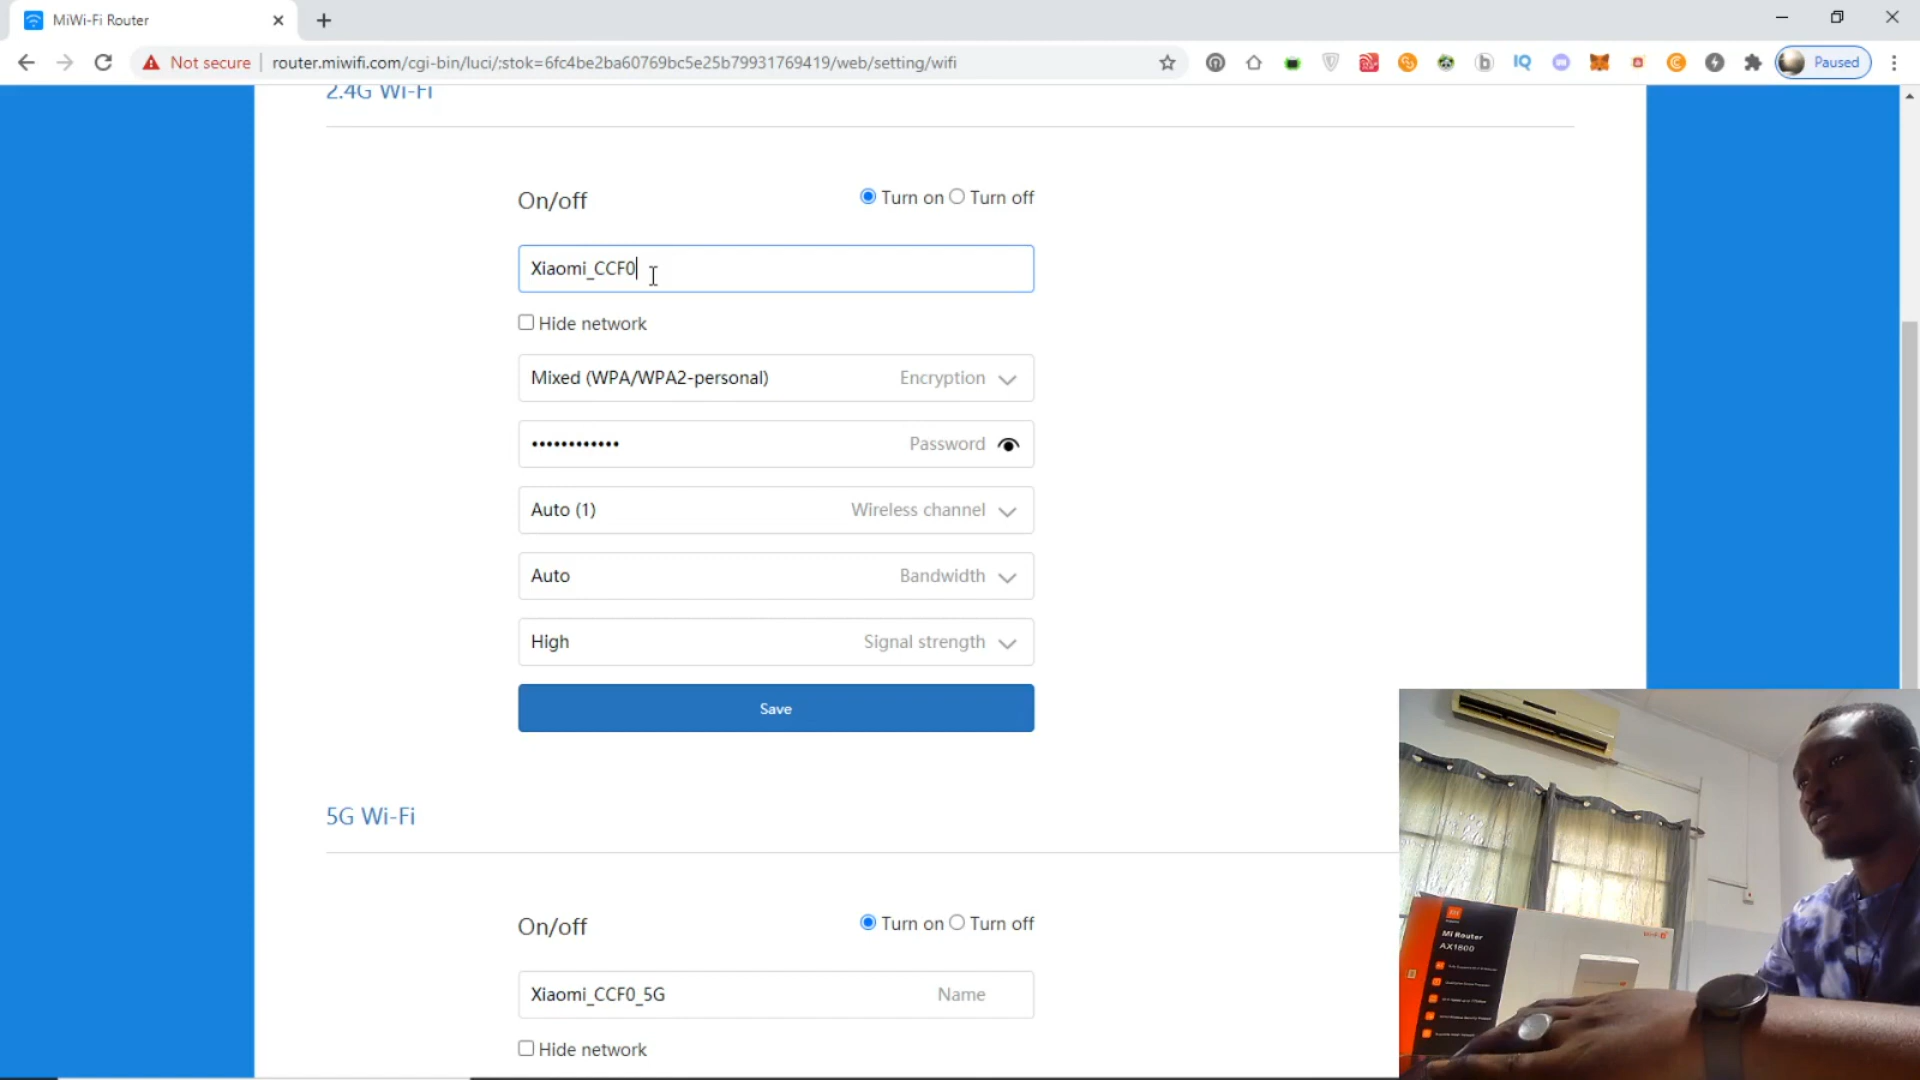 MiWi-Fi Router
Not secure
router.miwifi.com/cgi-bin/luci/;stok=6fc4be2ba60769bc5e25b79931769419/web/setting/wifi
Paused
2.4G Wi-Fi
On/off
Turn on Turn off
Xiaomi_CCF0
Hide network
Mixed (WPA/WPA2-personal) Encryption
•••••••••••• Password
Auto (1) Wireless channel
Auto Bandwidth
High Signal strength
Save
5G Wi-Fi
On/off
Turn on Turn off
Xiaomi_CCF0_5G Name
Hide network
Mi Router
AX1800